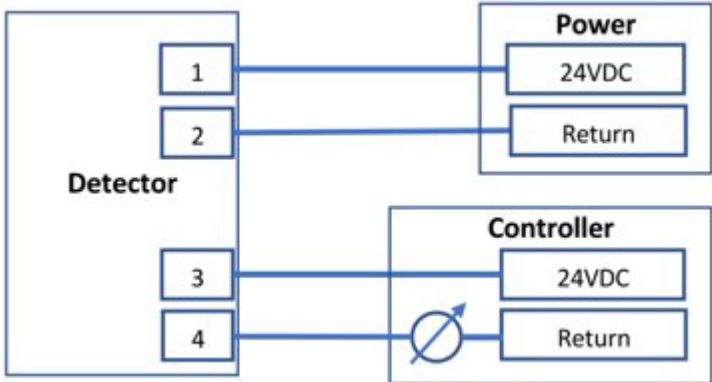 Power
1
24VDC
2
Return
Detector
Controller
3
24VDC
4
Return